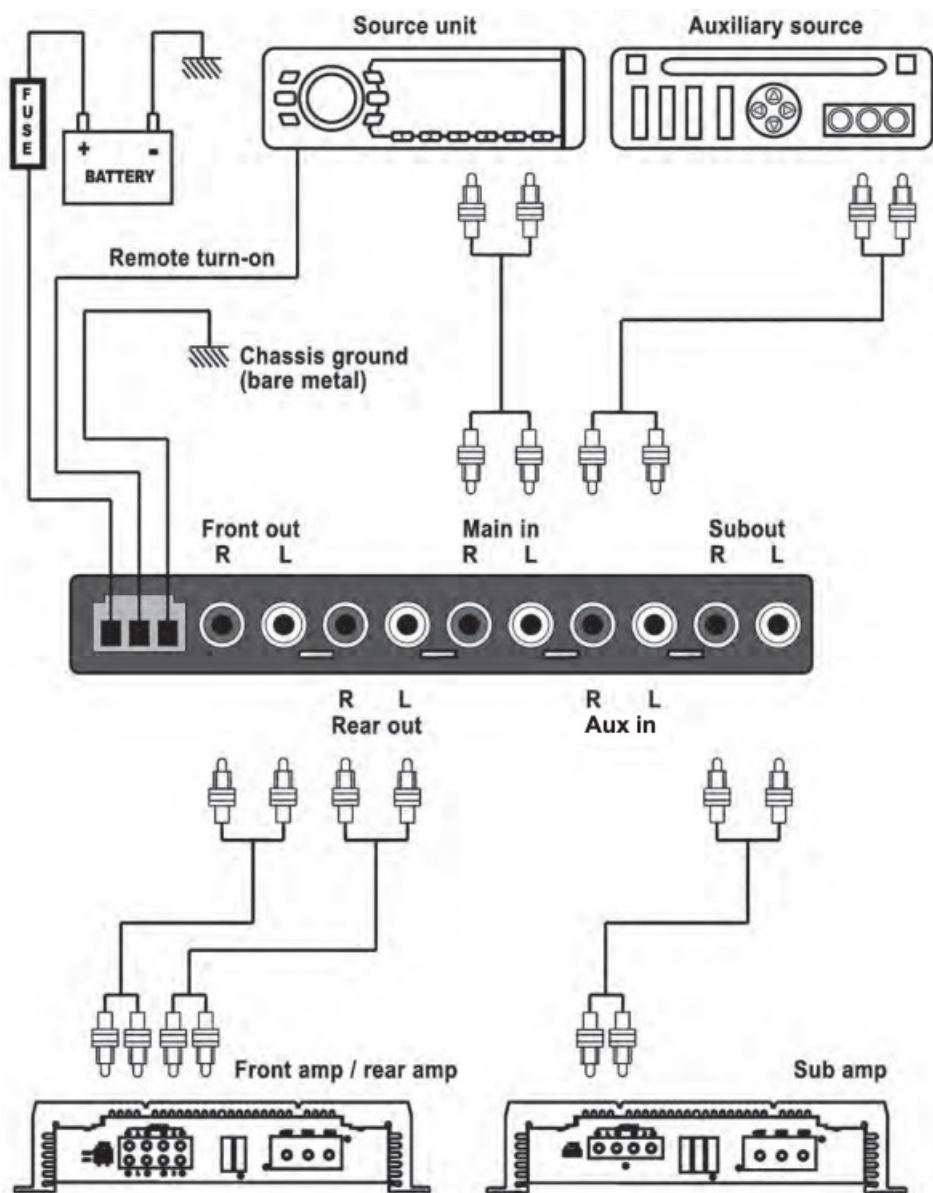 Source unit
Auxiliary source
FUSE
+ -
BATTERY
Remote turn-on
Chassis ground
(bare metal)
Front out
R L
Main in
R L
Subout
R L
R L
Rear out
R L
Aux in
Front amp / rear amp
Sub amp